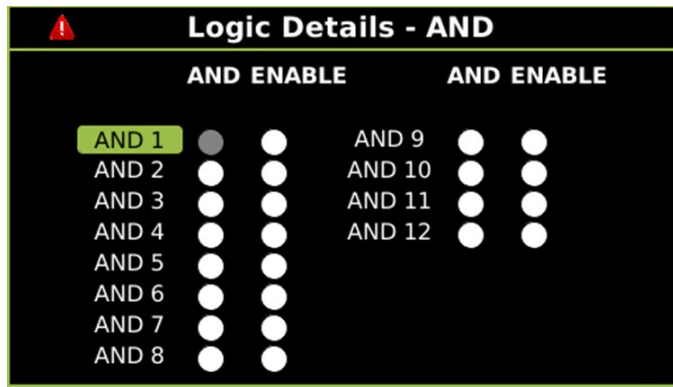 Logic Details - AND
AND ENABLE AND ENABLE
AND 1 AND 9
AND 2 AND 10
AND 3 AND 11
AND 4 AND 12
AND 5
AND 6
AND 7
AND 8